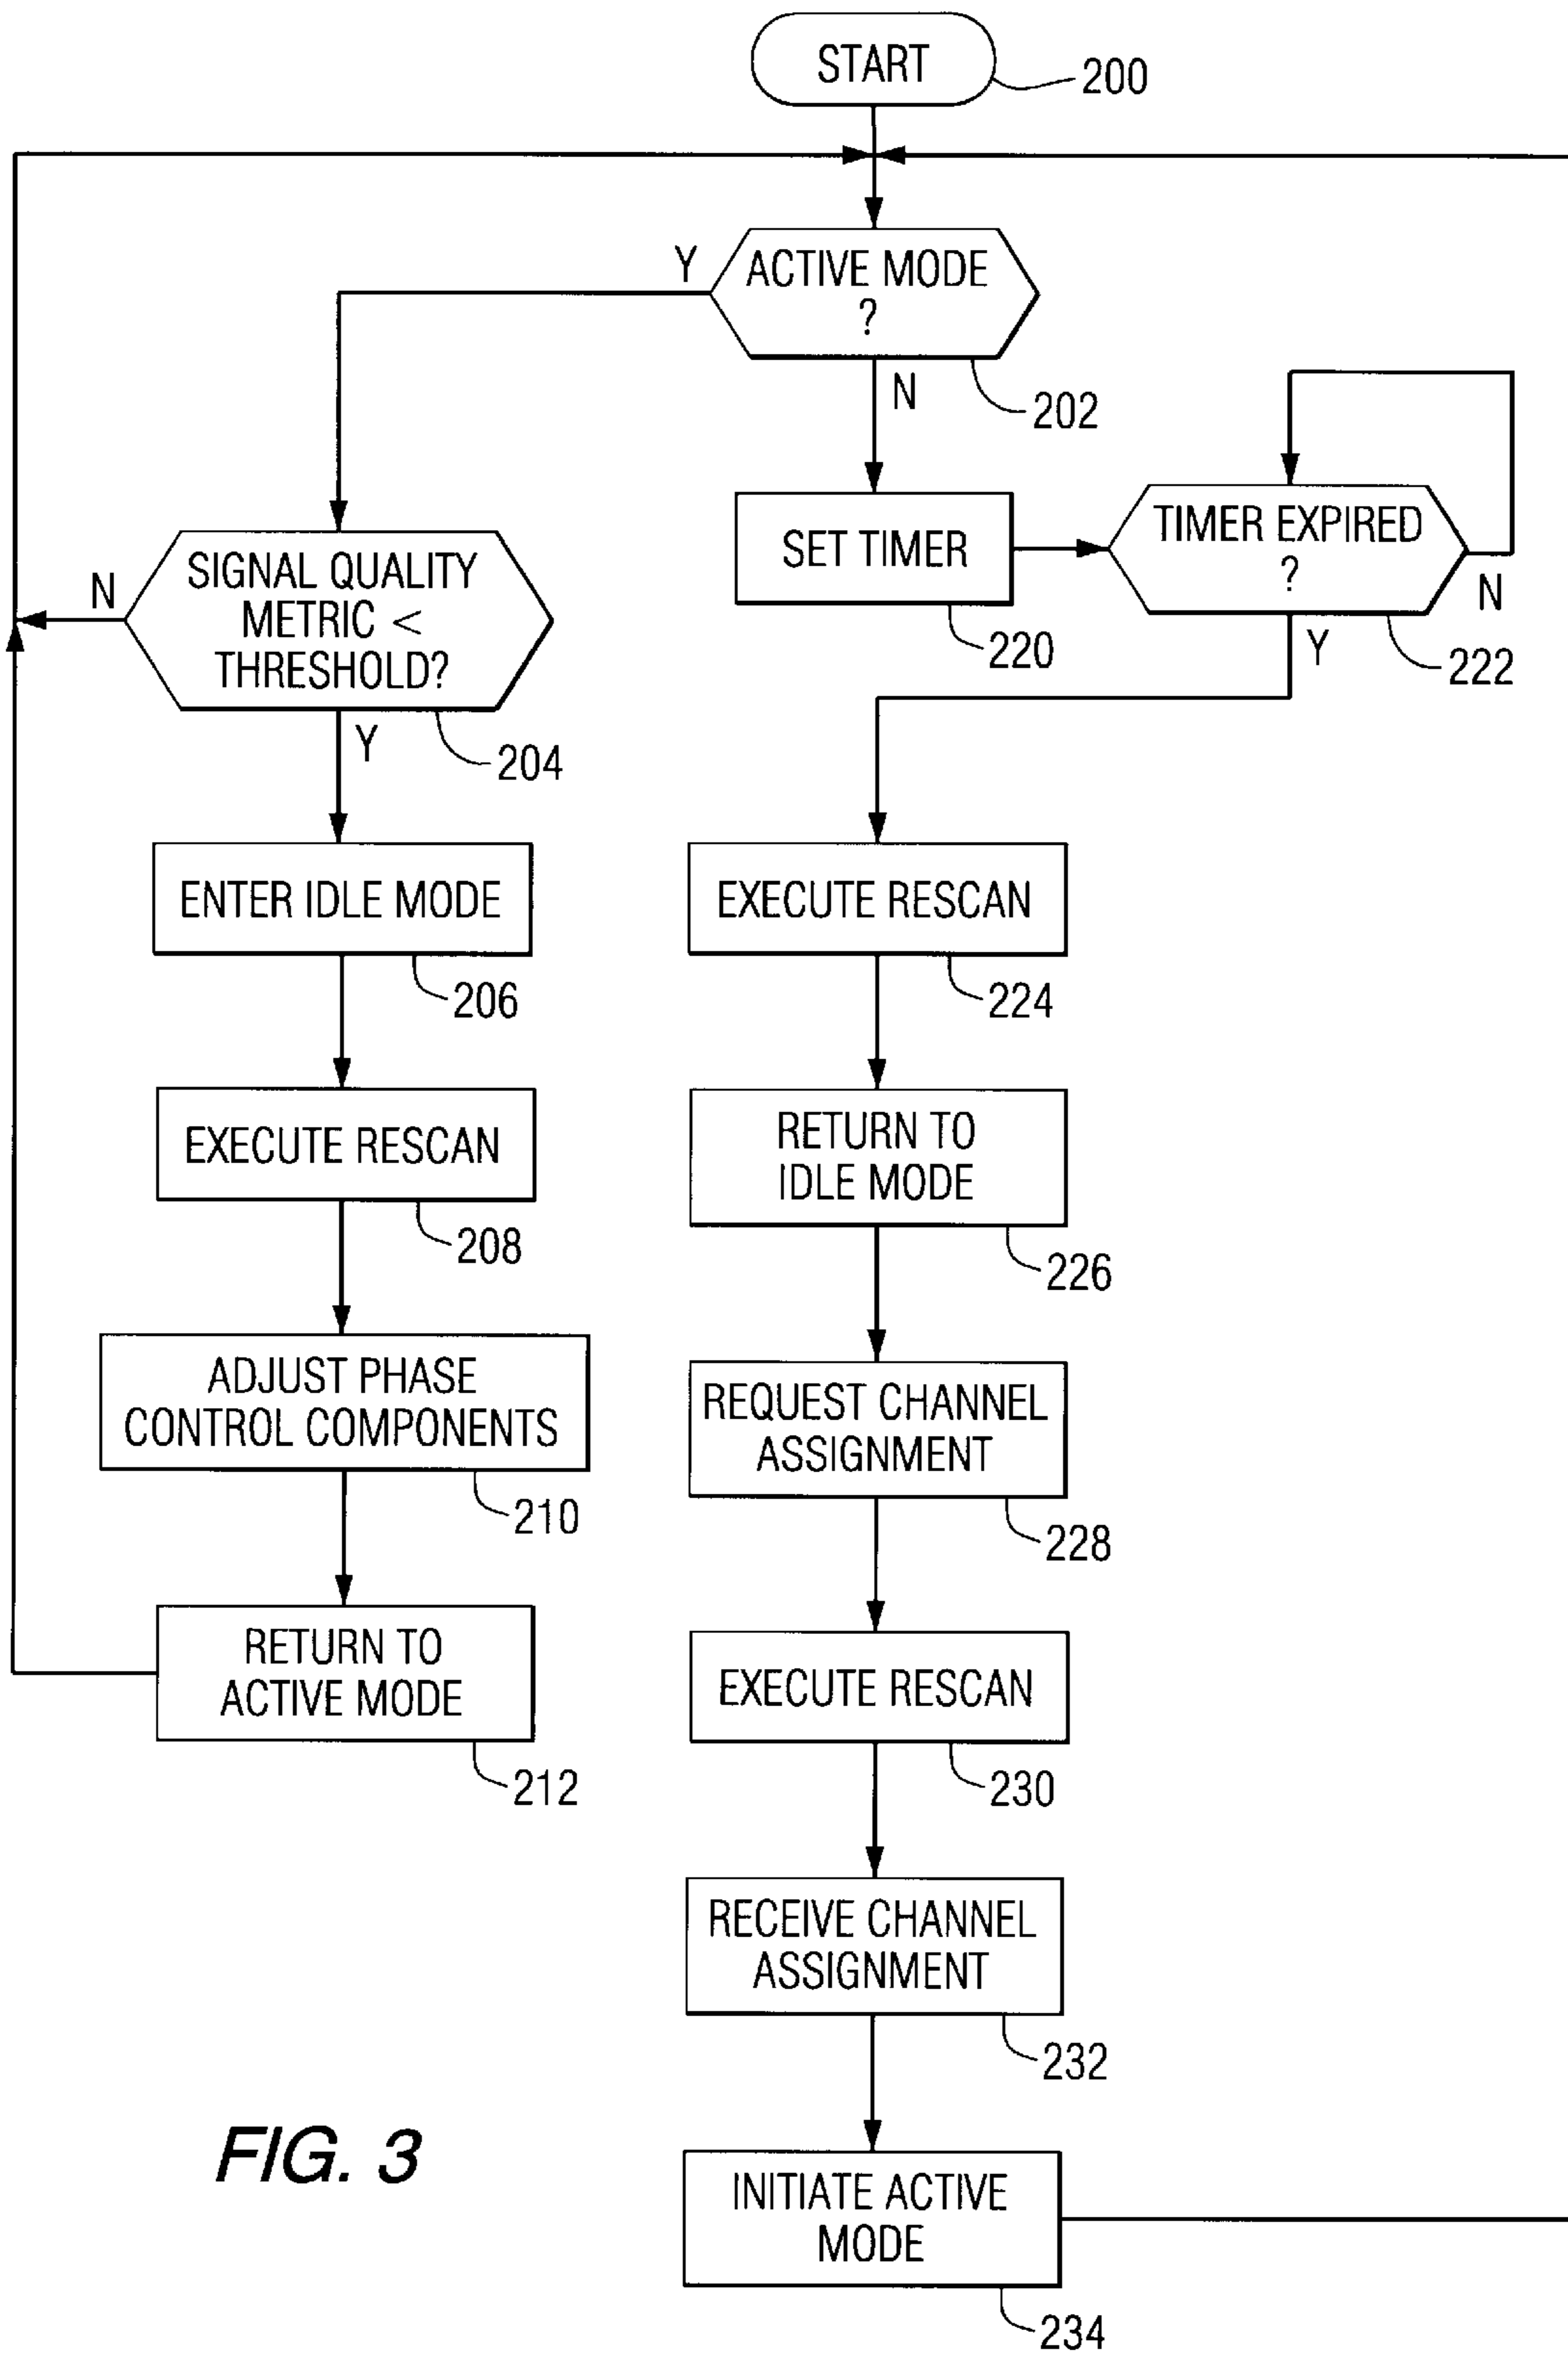 START
200
Y
ACTIVE MODE
?
N
202
SET TIMER
220
TIMER EXPIRED
?
N
Y
222
N
SIGNAL QUALITY
METRIC <
THRESHOLD?
Y
204
ENTER IDLE MODE
206
EXECUTE RESCAN
208
ADJUST PHASE
CONTROL COMPONENTS
210
RETURN TO
ACTIVE MODE
212
EXECUTE RESCAN
224
RETURN TO
IDLE MODE
226
REQUEST CHANNEL
ASSIGNMENT
228
EXECUTE RESCAN
230
RECEIVE CHANNEL
ASSIGNMENT
232
INITIATE ACTIVE
MODE
234
FIG. 3